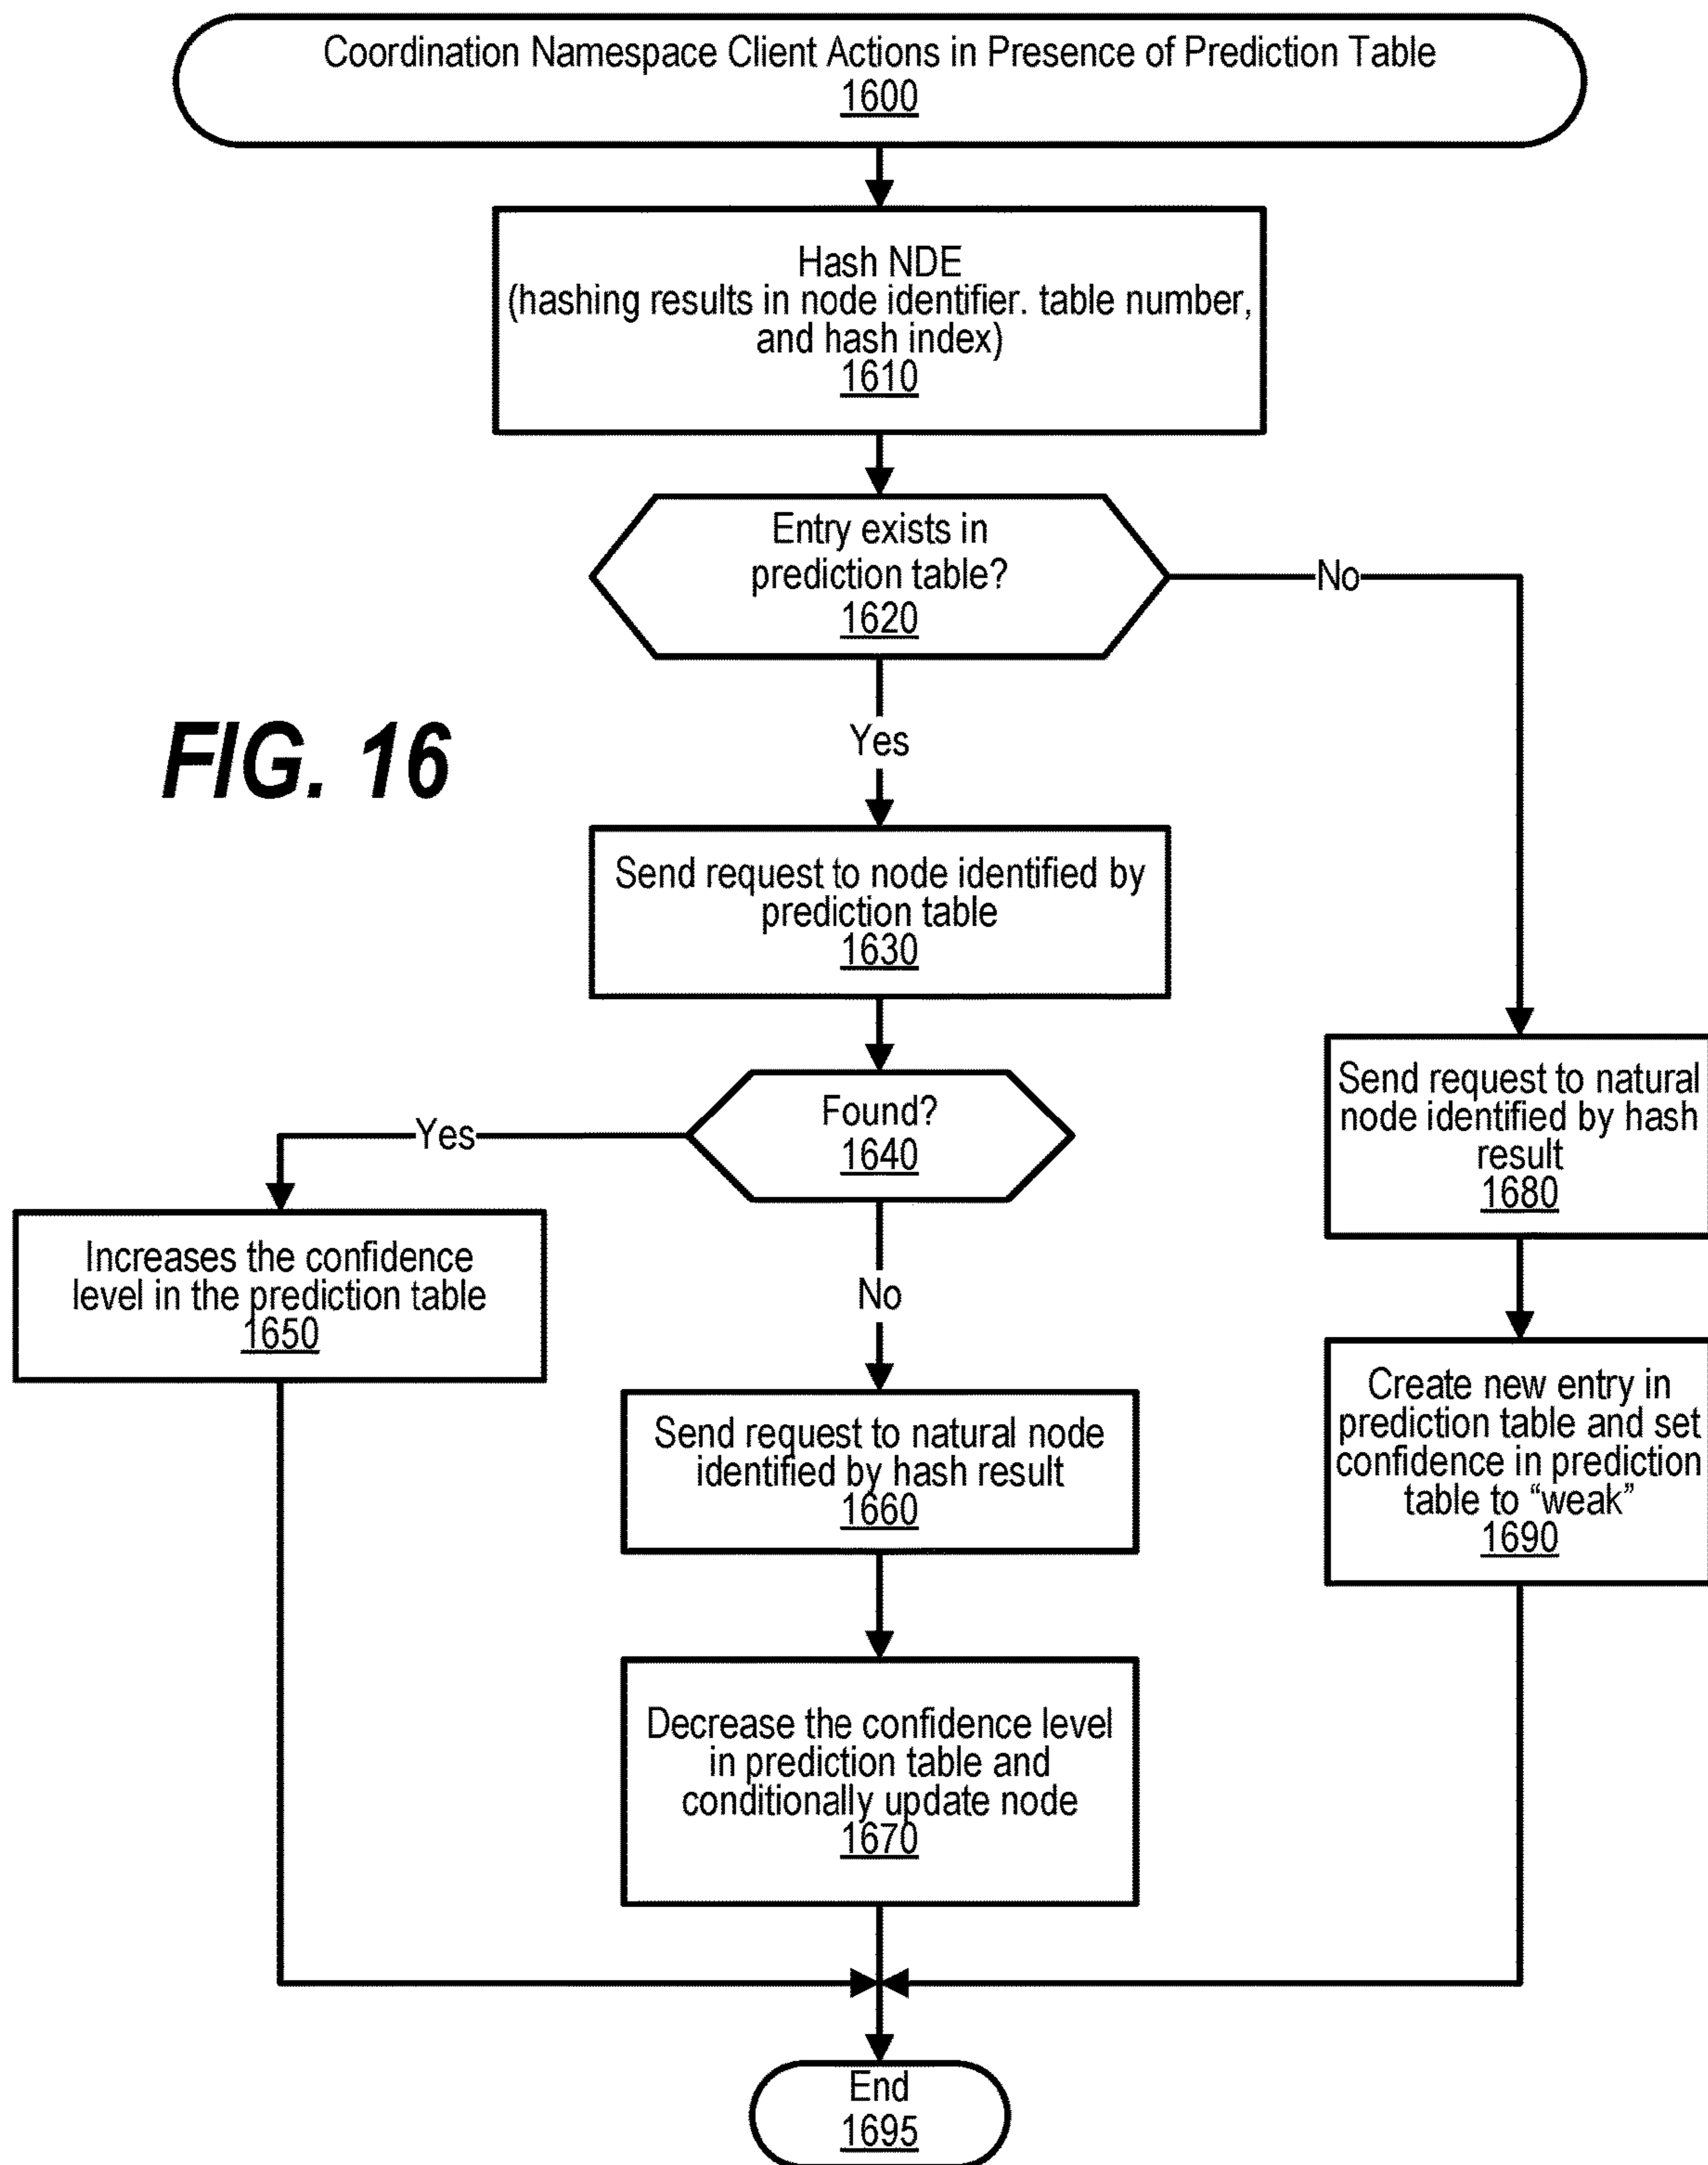 Coordination Namespace Client Actions in Presence of Prediction Table
1600
Hash NDE
(hashing results in node identifier. table number,
and hash index)
1610
Entry exists in
prediction table?
1620
No
Yes
FIG. 16
Send request to node identified by
prediction table
1630
Found?
1640
Yes
No
Increases the confidence
level in the prediction table
1650
Send request to natural node
identified by hash result
1660
Decrease the confidence level
in prediction table and
conditionally update node
1670
Send request to natural
node identified by hash
result
1680
Create new entry in
prediction table and set
confidence in prediction
table to “weak”
1690
End
1695